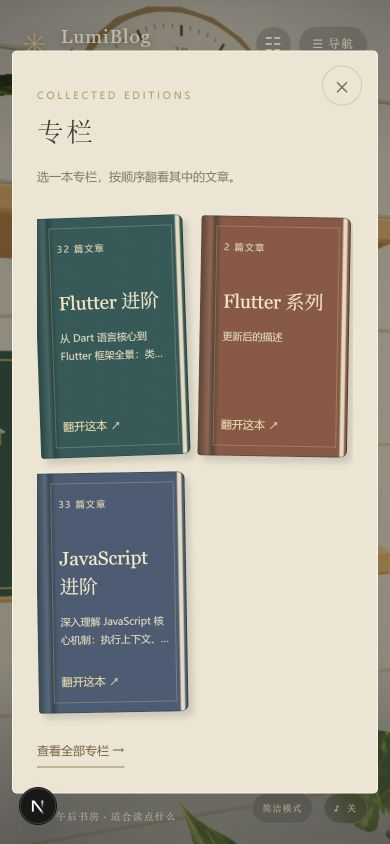 LumiBlog
☰ 导航
COLLECTED EDITIONS
专栏
选一本专栏，按顺序翻看其中的文章。
32 篇文章
Flutter 进阶
从 Dart 语言核心到
Flutter 框架全景：类…
翻开这本 ↗
2 篇文章
Flutter 系列
更新后的描述
翻开这本 ↗
33 篇文章
JavaScript
进阶
深入理解 JavaScript 核
心机制：执行上下文、…
翻开这本 ↗
查看全部专栏 →
N
午后书房 · 适合读点什么
简洁模式
♪ 关